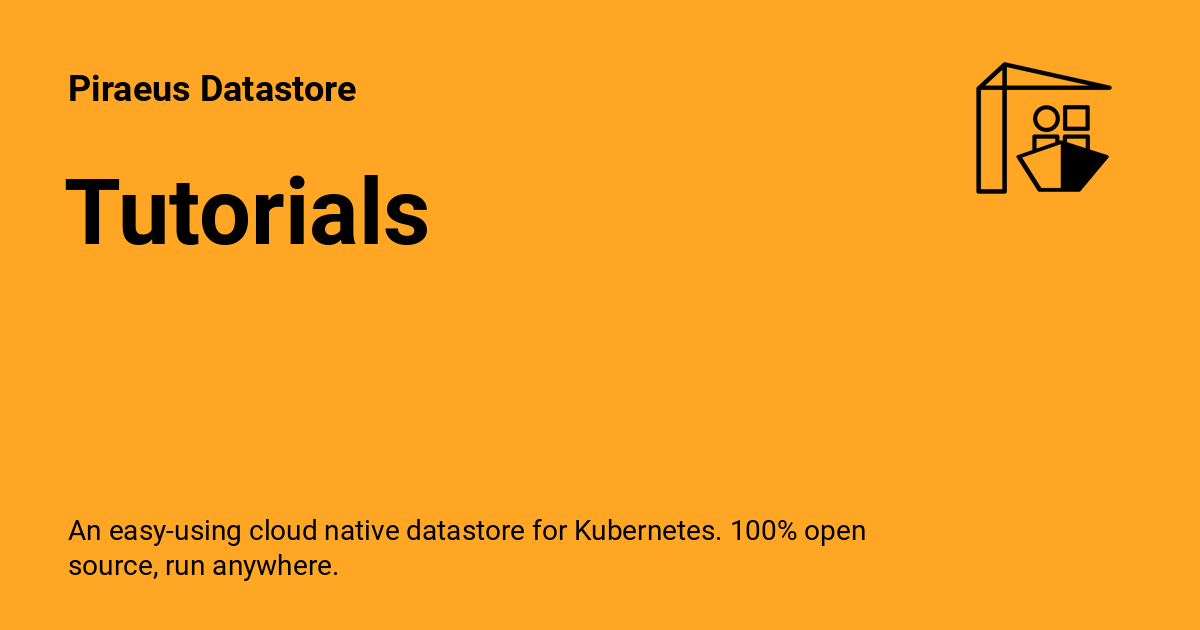 Piraeus Datastore
Tutorials
An easy-using cloud native datastore for Kubernetes. 100% open
source, run anywhere.